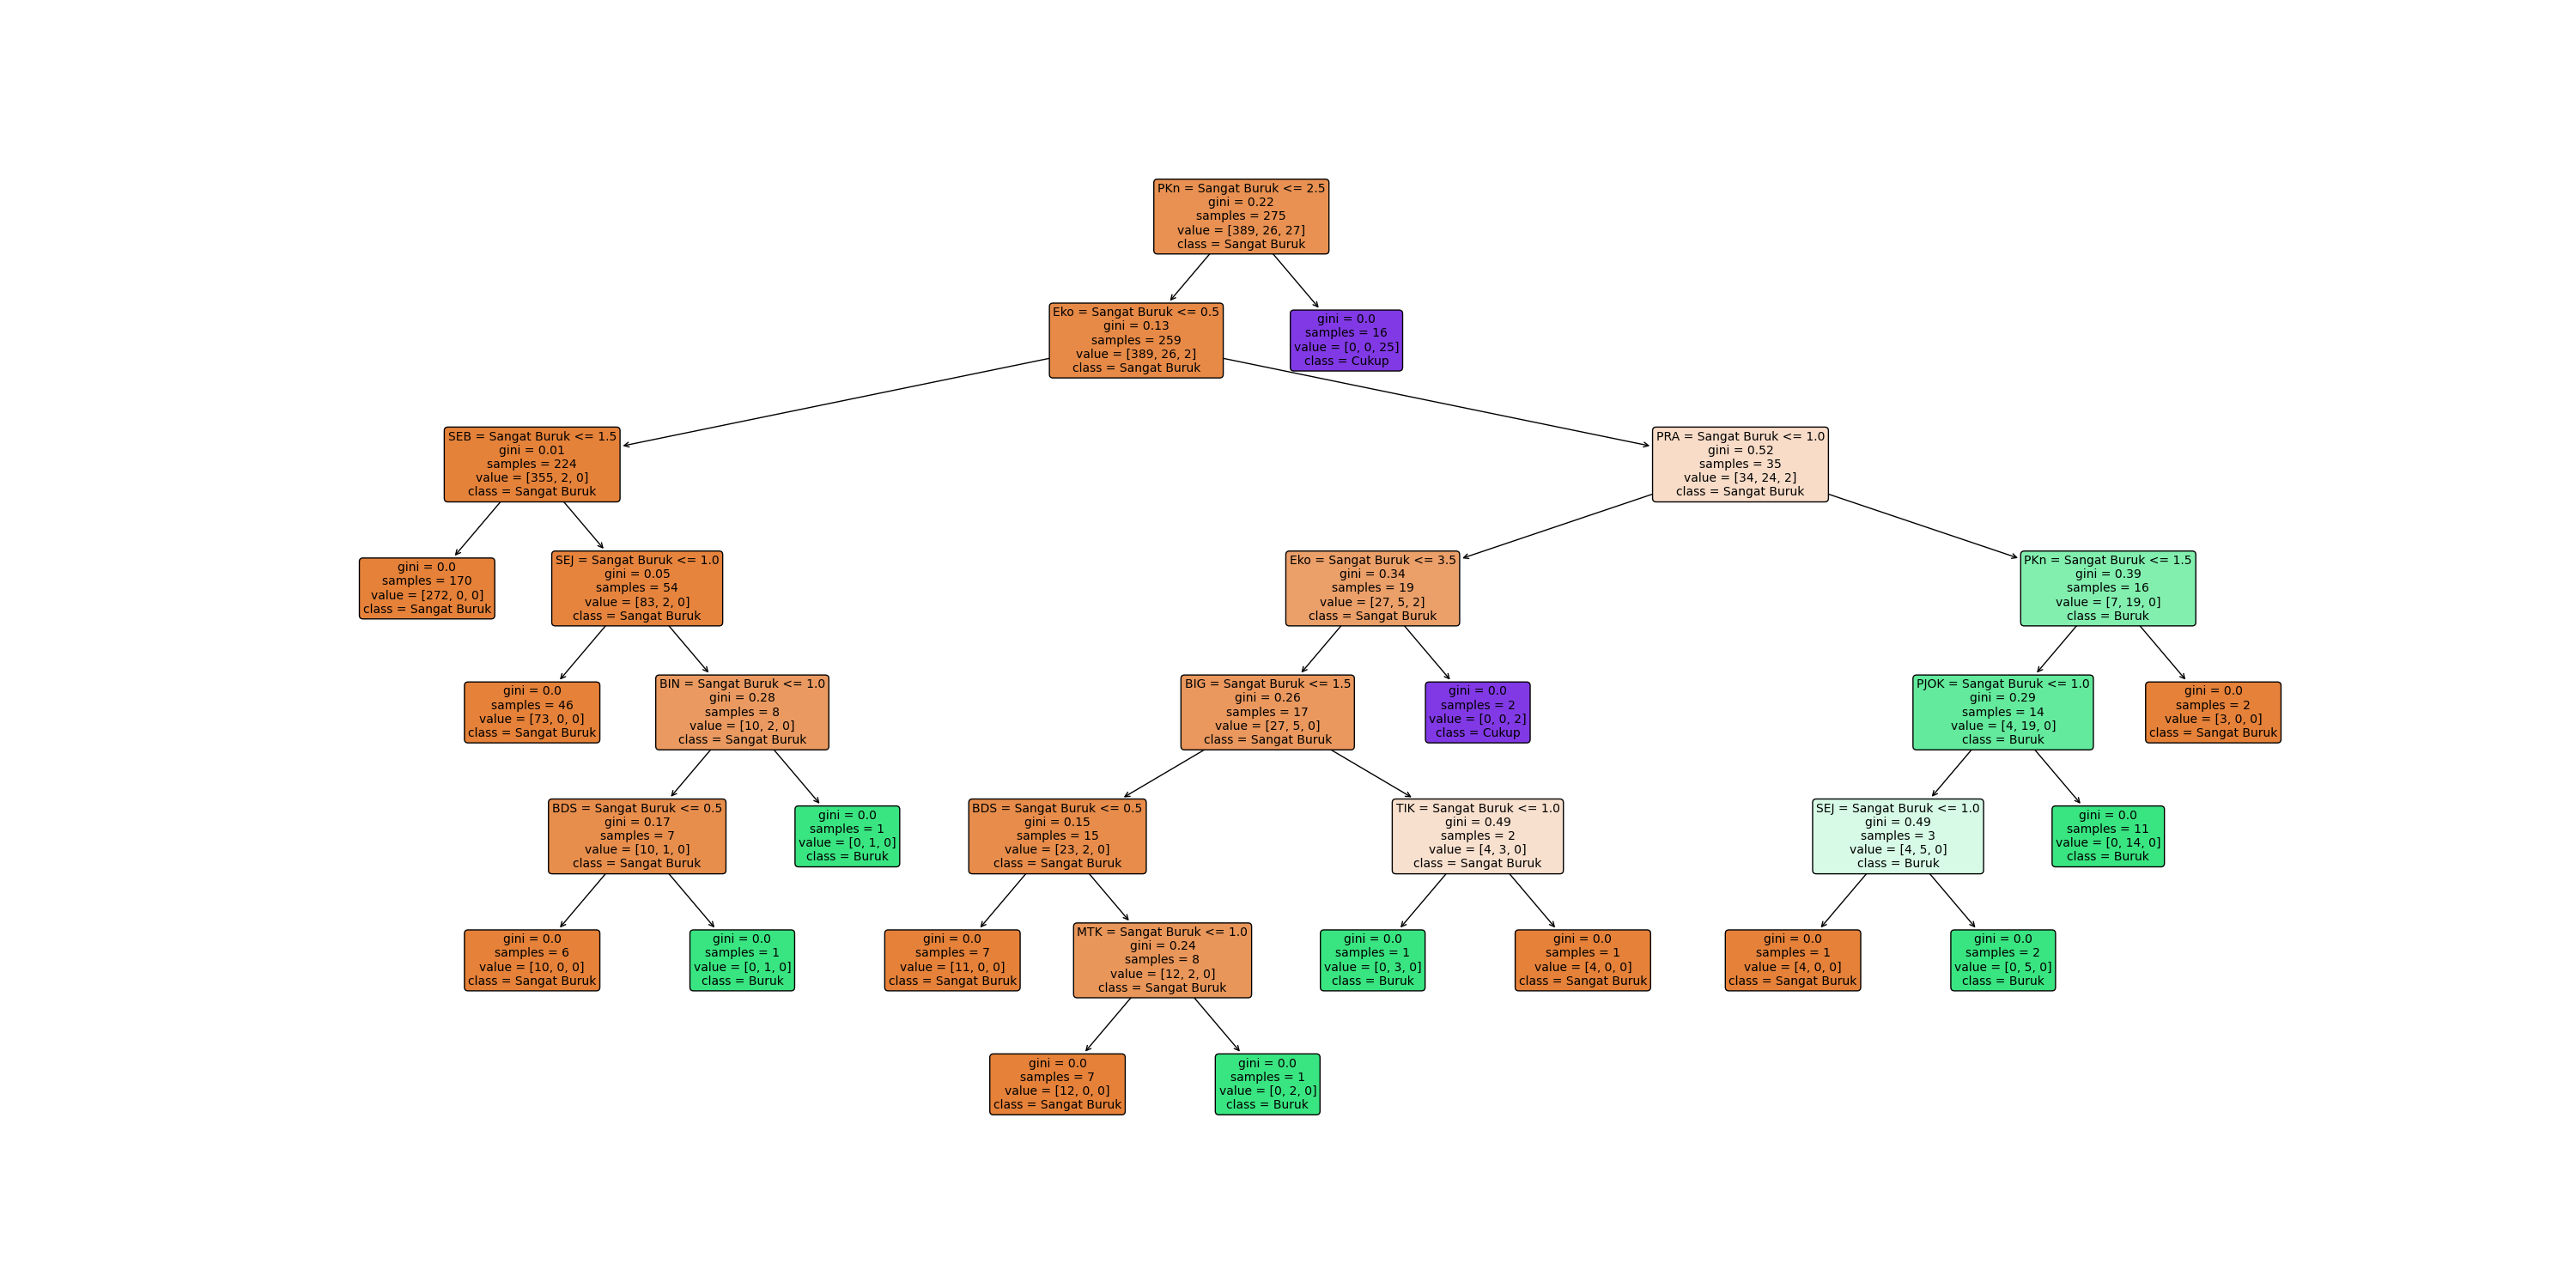 PKn = Sangat Buruk <= 2.5
gini = 0.22
samples = 275
value = [389, 26, 27]
class = Sangat Buruk
Eko = Sangat Buruk <= 0.5
gini = 0.13
samples = 259
value = [389, 26, 2]
class = Sangat Buruk
gini = 0.0
samples = 16
value = [0, 0, 25]
class = Cukup
SEB = Sangat Buruk <= 1.5
gini = 0.01
samples = 224
value = [355, 2, 0]
class = Sangat Buruk
PRA = Sangat Buruk <= 1.0
gini = 0.52
samples = 35
value = [34, 24, 2]
class = Sangat Buruk
gini = 0.0
samples = 170
value = [272, 0, 0]
class = Sangat Buruk
SEJ = Sangat Buruk <= 1.0
gini = 0.05
samples = 54
value = [83, 2, 0]
class = Sangat Buruk
Eko = Sangat Buruk <= 3.5
gini = 0.34
samples = 19
value = [27, 5, 2]
class = Sangat Buruk
PKn = Sangat Buruk <= 1.5
gini = 0.39
samples = 16
value = [7, 19, 0]
class = Buruk
gini = 0.0
samples = 46
value = [73, 0, 0]
class = Sangat Buruk
BIN = Sangat Buruk <= 1.0
gini = 0.28
samples = 8
value = [10, 2, 0]
class = Sangat Buruk
BIG = Sangat Buruk <= 1.5
gini = 0.26
samples = 17
value = [27, 5, 0]
class = Sangat Buruk
gini = 0.0
samples = 2
value = [0, 0, 2]
class = Cukup
PJOK = Sangat Buruk <= 1.0
gini = 0.29
samples = 14
value = [4, 19, 0]
class = Buruk
gini = 0.0
samples = 2
value = [3, 0, 0]
class = Sangat Buruk
BDS = Sangat Buruk <= 0.5
gini = 0.17
samples = 7
value = [10, 1, 0]
class = Sangat Buruk
gini = 0.0
samples = 1
value = [0, 1, 0]
class = Buruk
BDS = Sangat Buruk <= 0.5
gini = 0.15
samples = 15
value = [23, 2, 0]
class = Sangat Buruk
TIK = Sangat Buruk <= 1.0
gini = 0.49
samples = 2
value = [4, 3, 0]
class = Sangat Buruk
SEJ = Sangat Buruk <= 1.0
gini = 0.49
samples = 3
value = [4, 5, 0]
class = Buruk
gini = 0.0
samples = 11
value = [0, 14, 0]
class = Buruk
gini = 0.0
samples = 6
value = [10, 0, 0]
class = Sangat Buruk
gini = 0.0
samples = 1
value = [0, 1, 0]
class = Buruk
gini = 0.0
samples = 7
value = [11, 0, 0]
class = Sangat Buruk
MTK = Sangat Buruk <= 1.0
gini = 0.24
samples = 8
value = [12, 2, 0]
class = Sangat Buruk
gini = 0.0
samples = 1
value = [0, 3, 0]
class = Buruk
gini = 0.0
samples = 1
value = [4, 0, 0]
class = Sangat Buruk
gini = 0.0
samples = 1
value = [4, 0, 0]
class = Sangat Buruk
gini = 0.0
samples = 2
value = [0, 5, 0]
class = Buruk
gini = 0.0
samples = 7
value = [12, 0, 0]
class = Sangat Buruk
gini = 0.0
samples = 1
value = [0, 2, 0]
class = Buruk